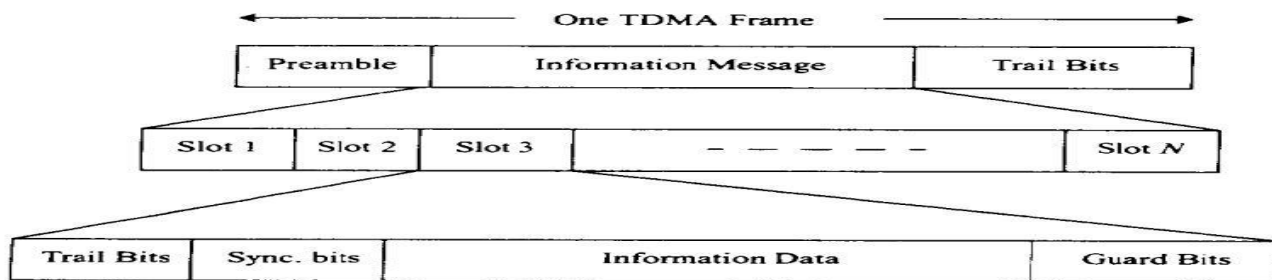 One TDMA Frame
Preamble Information Message Trail Bits
Slot 1 Slot 2 Slot 3 Slot N
Trail Bits Sync. bits Information Data Guard Bits